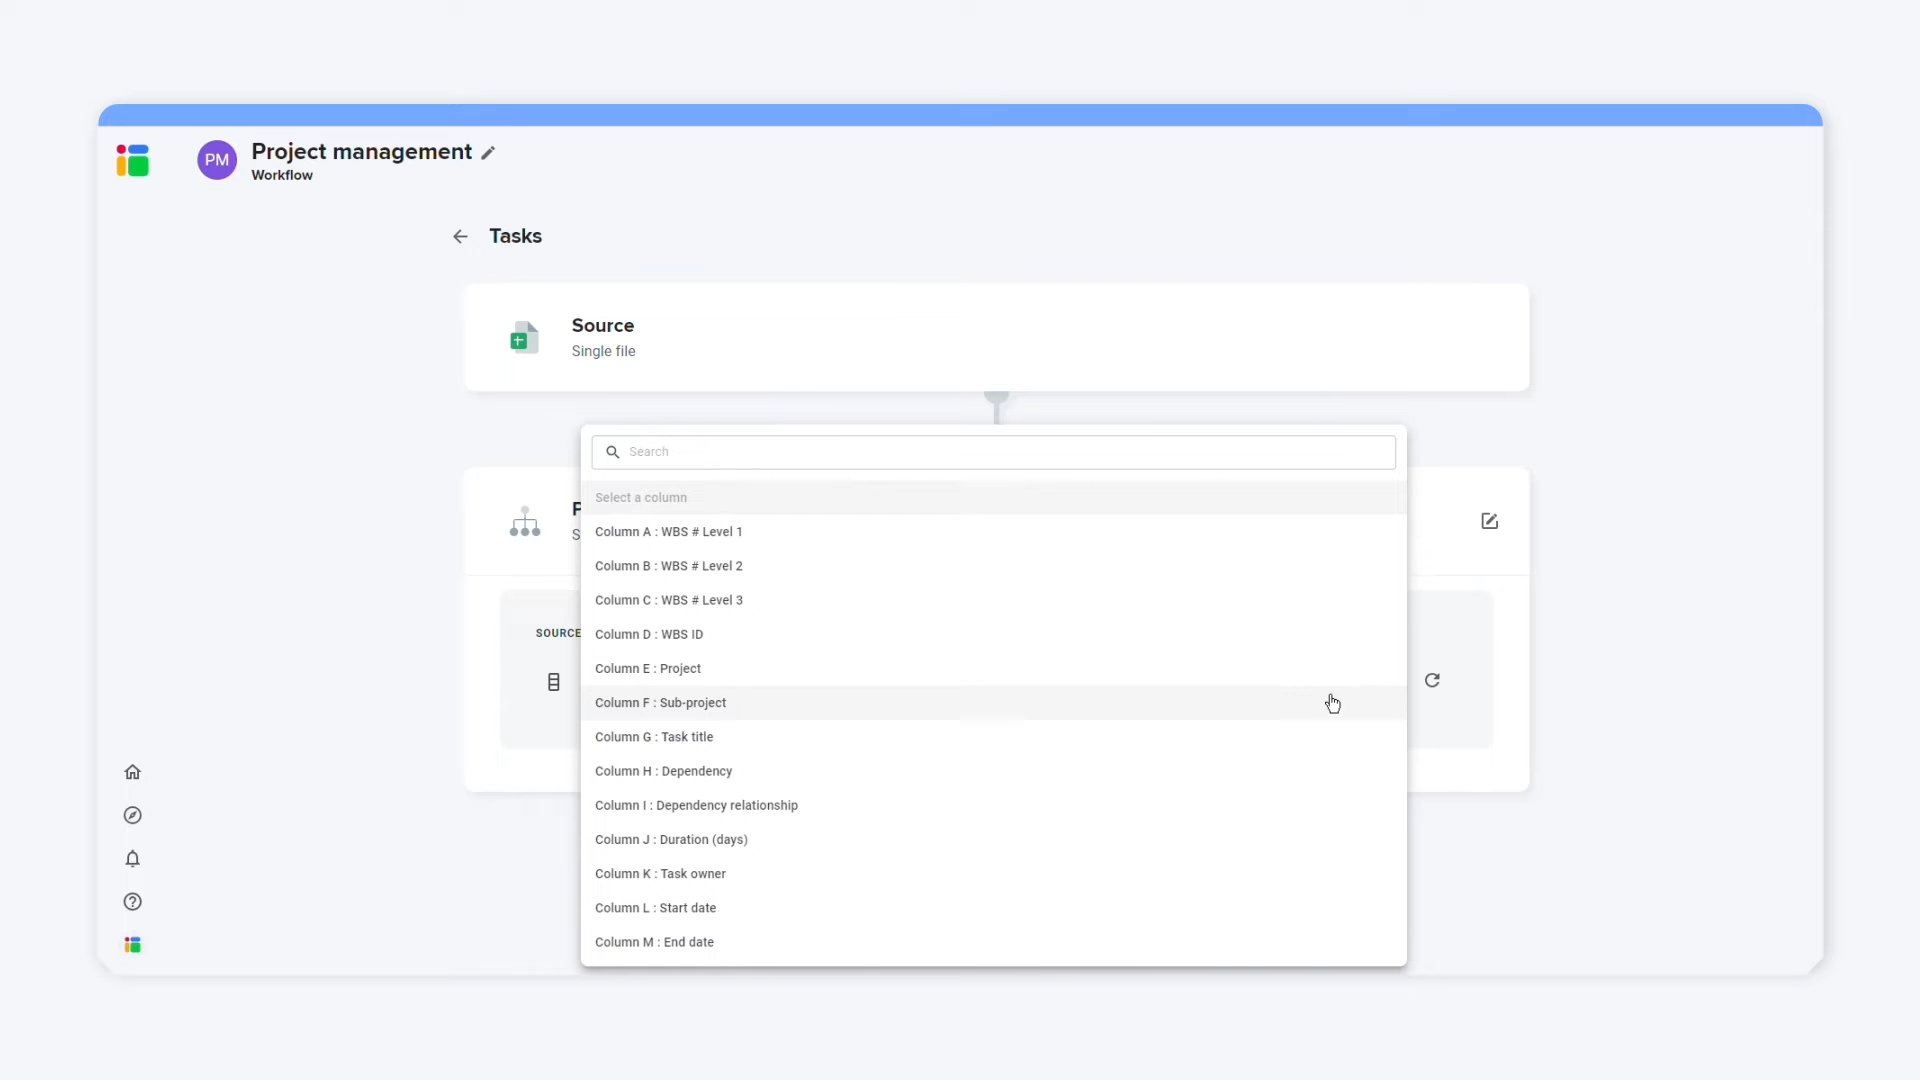 PM
Project management
Workflow
Tasks
Source
Single file
Search
Select a column
Column A : WBS # Level 1
Column B : WBS # Level 2
Column C : WBS # Level 3
SOURCE
Column D : WBS ID
Column E : Project
Column F : Sub-project
Column G : Task title
Column H : Dependency
Column I : Dependency relationship
Column J : Duration (days)
Column K : Task owner
Column L : Start date
Column M : End date